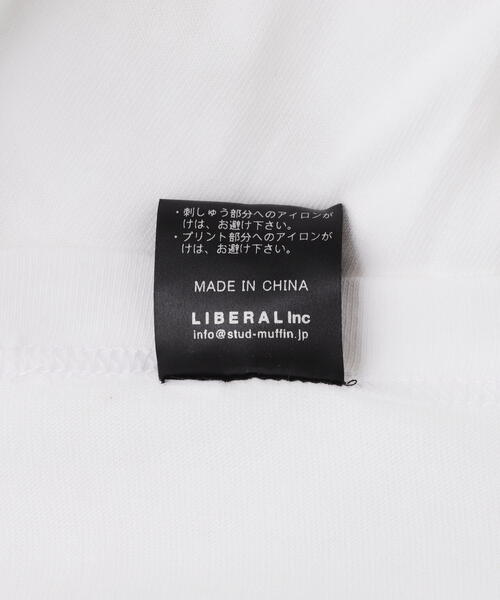 ・刺しゅう部分へのアイロンが
けは、お避け下さい。
・プリント部分へのアイロンが
けは、お避け下さい。
MADE IN CHINA
LIBERAL Inc
info@stud-muffin.jp